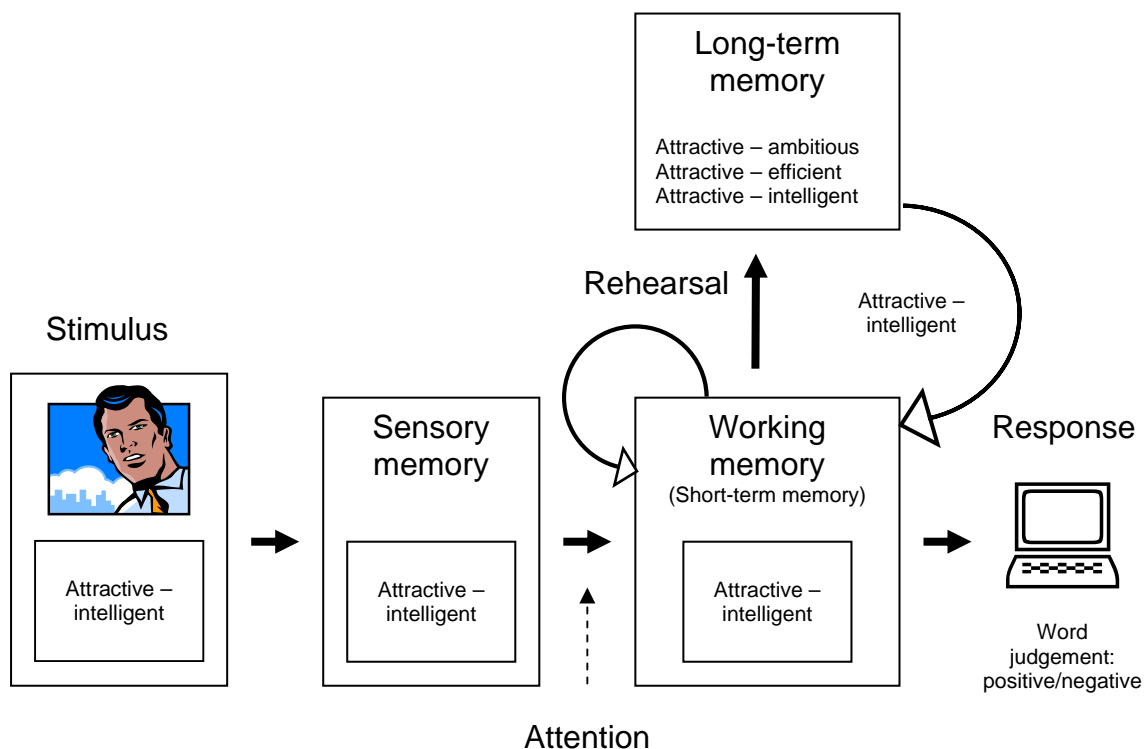 Long-term
memory
Attractive – ambitious
Attractive – efficient
Attractive – intelligent
Rehearsal
Attractive –
intelligent
Stimulus
Attractive –
intelligent
Sensory
memory
Attractive –
intelligent
Working
memory
(Short-term memory)
Attractive –
intelligent
Response
Word
judgement:
positive/negative
Attention